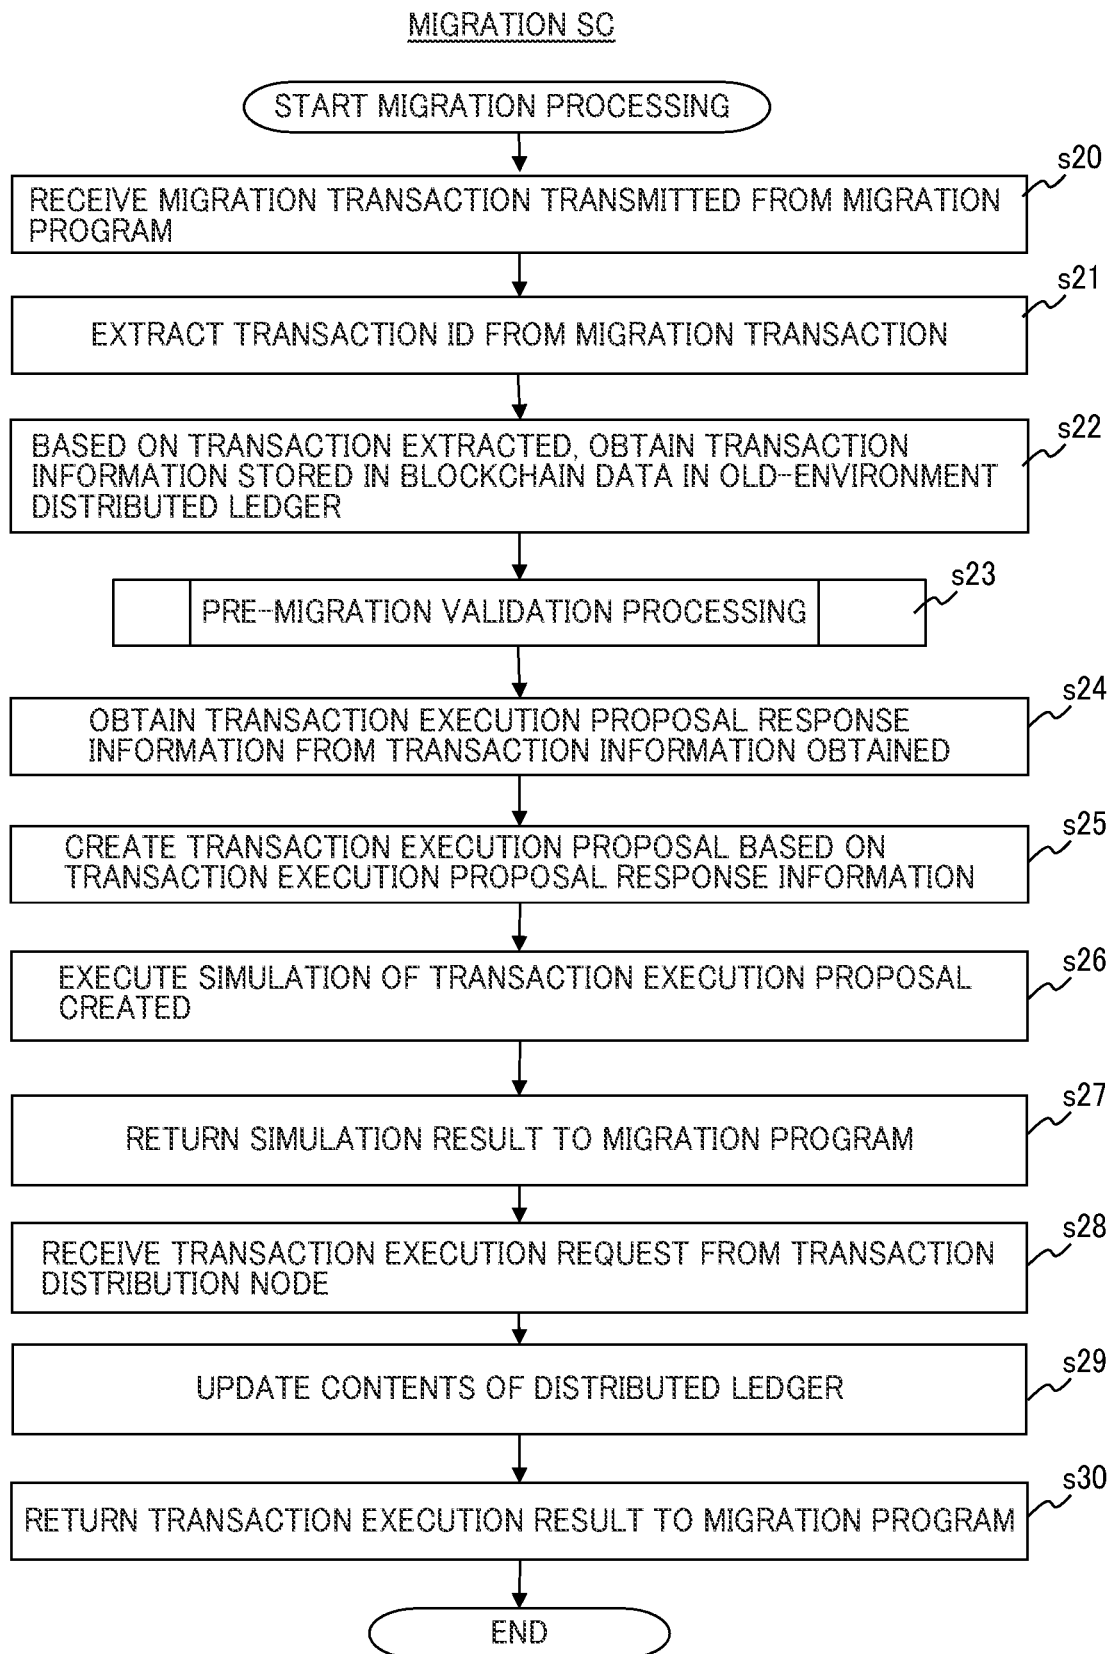 MIGRATION SC
START MIGRATION PROCESSING
s20
RECEIVE MIGRATION TRANSACTION TRANSMITTED FROM MIGRATION
PROGRAM
s21
EXTRACT TRANSACTION ID FROM MIGRATION TRANSACTION
s22
BASED ON TRANSACTION EXTRACTED, OBTAIN TRANSACTION
INFORMATION STORED IN BLOCKCHAIN DATA IN OLD-ENVIRONMENT
DISTRIBUTED LEDGER
s23
PRE-MIGRATION VALIDATION PROCESSING
s24
OBTAIN TRANSACTION EXECUTION PROPOSAL RESPONSE
INFORMATION FROM TRANSACTION INFORMATION OBTAINED
s25
CREATE TRANSACTION EXECUTION PROPOSAL BASED ON
TRANSACTION EXECUTION PROPOSAL RESPONSE INFORMATION
s26
EXECUTE SIMULATION OF TRANSACTION EXECUTION PROPOSAL
CREATED
s27
RETURN SIMULATION RESULT TO MIGRATION PROGRAM
s28
RECEIVE TRANSACTION EXECUTION REQUEST FROM TRANSACTION
DISTRIBUTION NODE
s29
UPDATE CONTENTS OF DISTRIBUTED LEDGER
s30
RETURN TRANSACTION EXECUTION RESULT TO MIGRATION PROGRAM
END